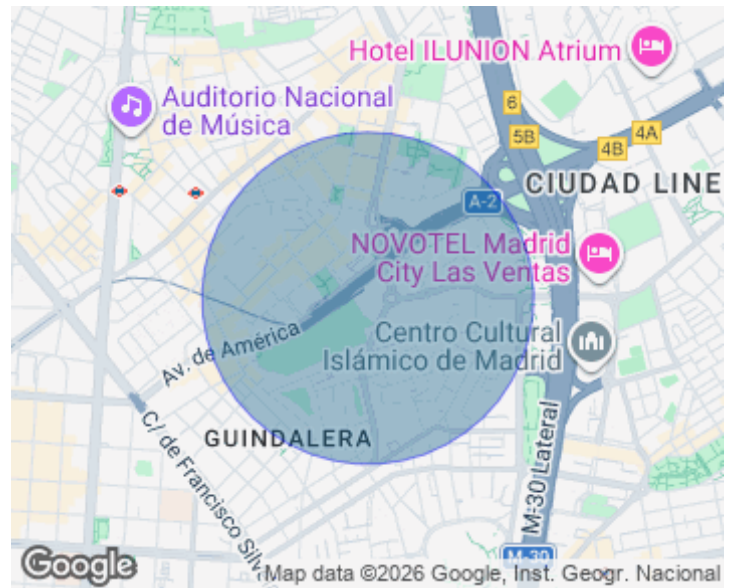 Hotel ILUNION Atrium
Auditorio Nacional
de Música
6
5B
4B
4A
CIUDAD LINE
A-2
NOVOTEL Madrid
City Las Ventas
Centro Cultural
Islámico de Madrid
Av. de América
GUINDALERA
C/ de Francisco Silv
M-30 Lateral
M-30
Google
Map data ©2026 Google, Inst. Geogr. Nacional